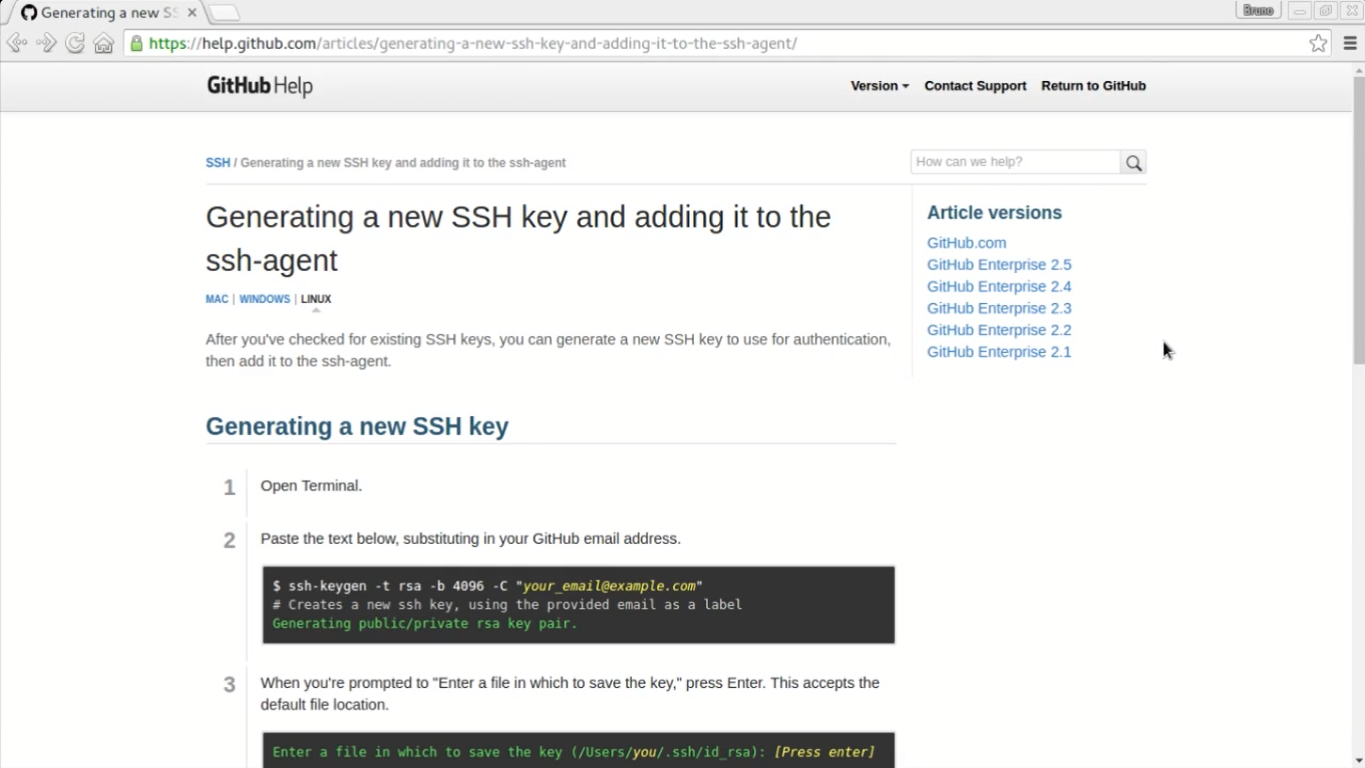 Generating a new SS
Bruno
https://help.github.com/articles/generating-a-new-ssh-key-and-adding-it-to-the-ssh-agent/
GitHub Help
Version Contact Support Return to GitHub
SSH / Generating a new SSH key and adding it to the ssh-agent
How can we help?
Generating a new SSH key and adding it to the
ssh-agent
MAC | WINDOWS | LINUX
After you've checked for existing SSH keys, you can generate a new SSH key to use for authentication,
then add it to the ssh-agent.
Article versions
GitHub.com
GitHub Enterprise 2.5
GitHub Enterprise 2.4
GitHub Enterprise 2.3
GitHub Enterprise 2.2
GitHub Enterprise 2.1
Generating a new SSH key
1 Open Terminal.
2 Paste the text below, substituting in your GitHub email address.
$ ssh-keygen -t rsa -b 4096 -C "your_email@example.com"
# Creates a new ssh key, using the provided email as a label
Generating public/private rsa key pair.
3 When you're prompted to "Enter a file in which to save the key," press Enter. This accepts the
default file location.
Enter a file in which to save the key (/Users/you/.ssh/id_rsa): [Press enter]